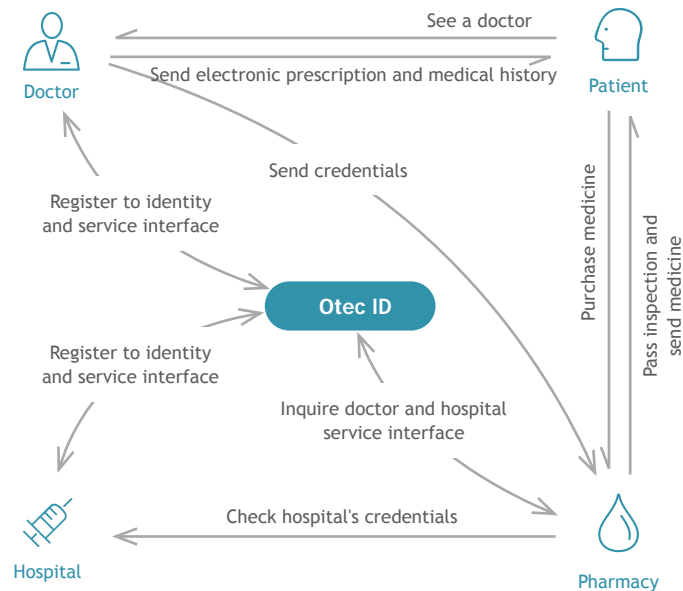 See a doctor
Send electronic prescription and medical history
Doctor
Patient
Send credentials
Register to identity
and service interface
Purchase medicine
Pass inspection and
send medicine
Otec ID
Register to identity
and service interface
Inquire doctor and hospital
service interface
Check hospital's credentials
Hospital
Pharmacy